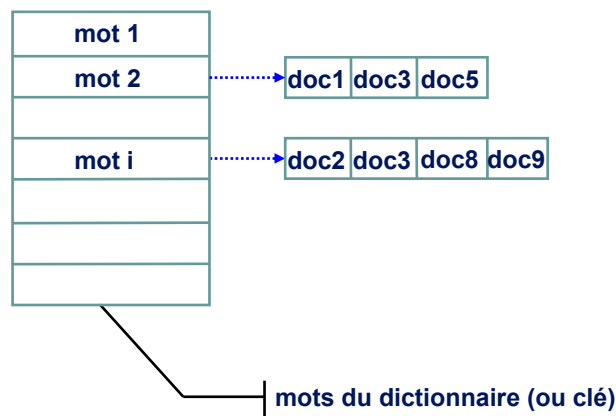 mot 1
mot 2 doc1 doc3 doc5
mot i doc2 doc3 doc8 doc9
mots du dictionnaire (ou clé)